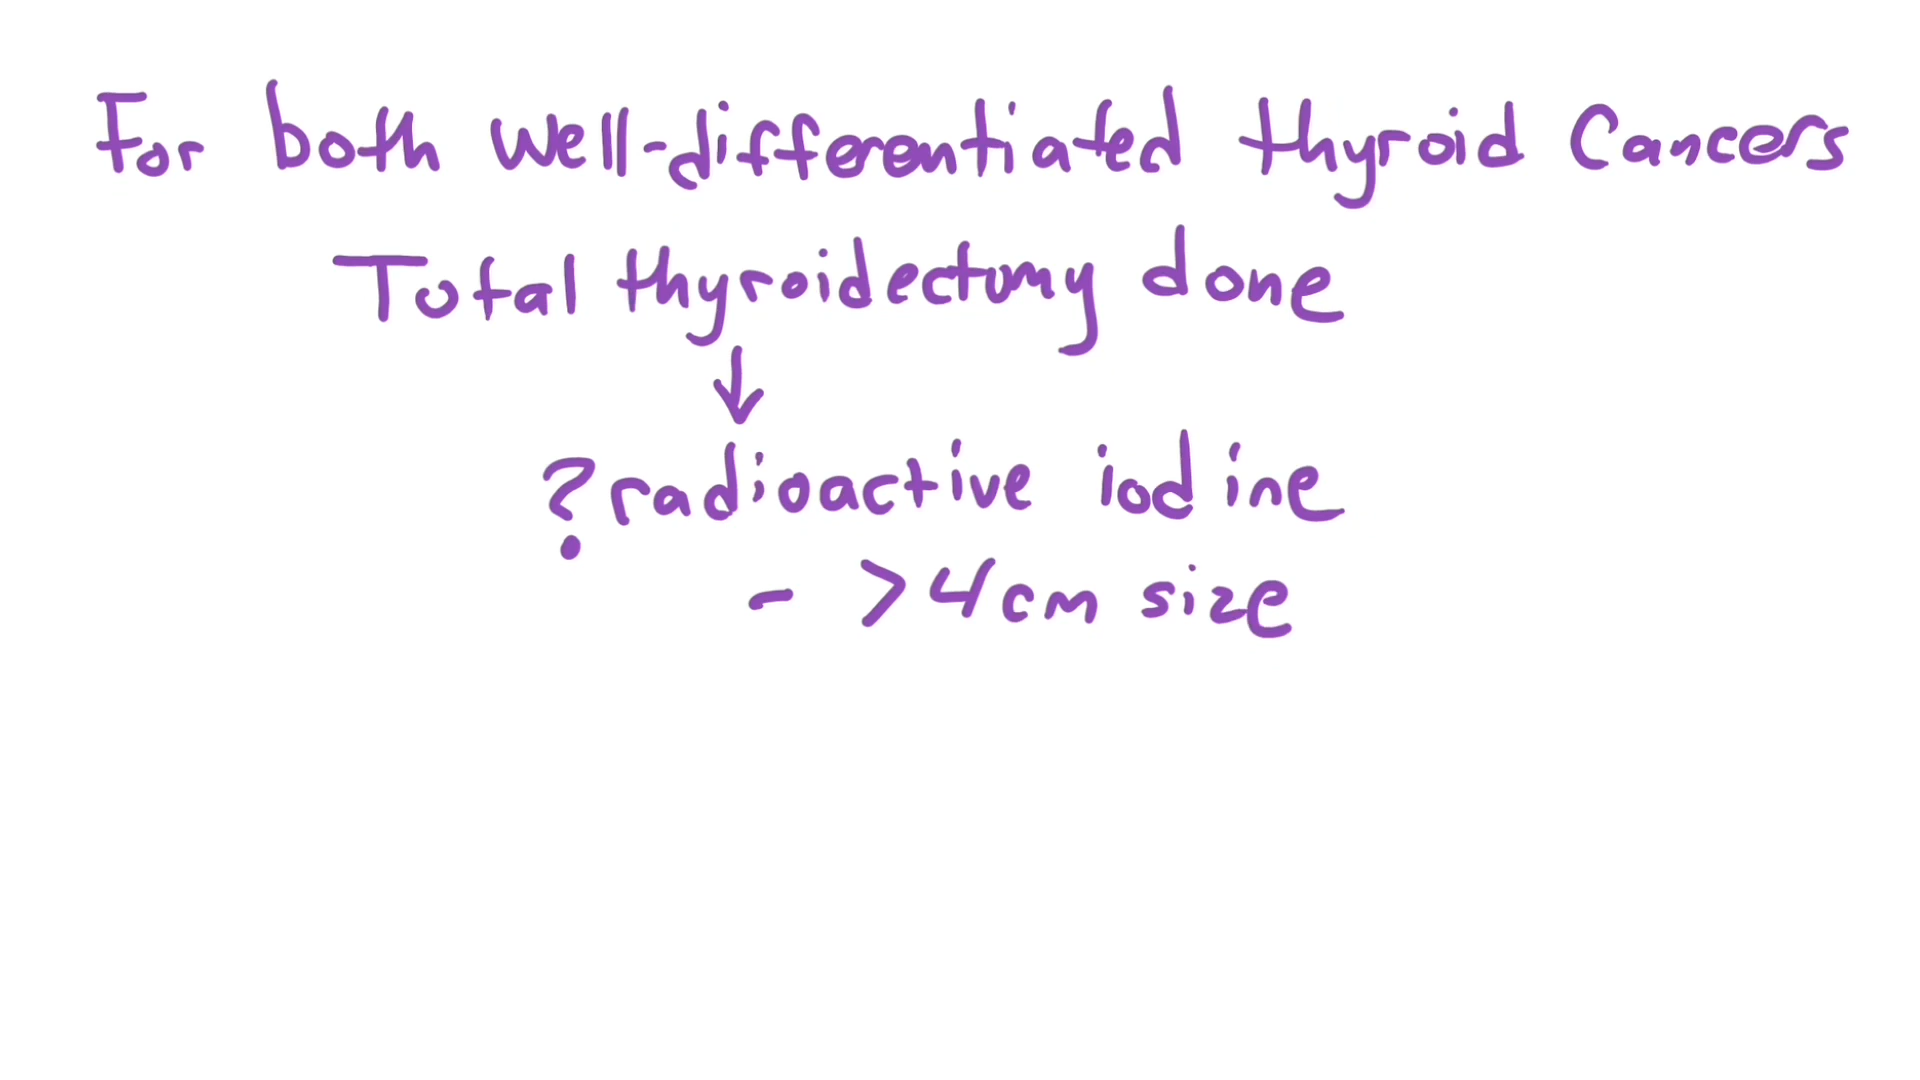 For both well-differentiated thyroid Cancers
Total thyroidectomy done
↓
? radioactive iodine
- >4cm size